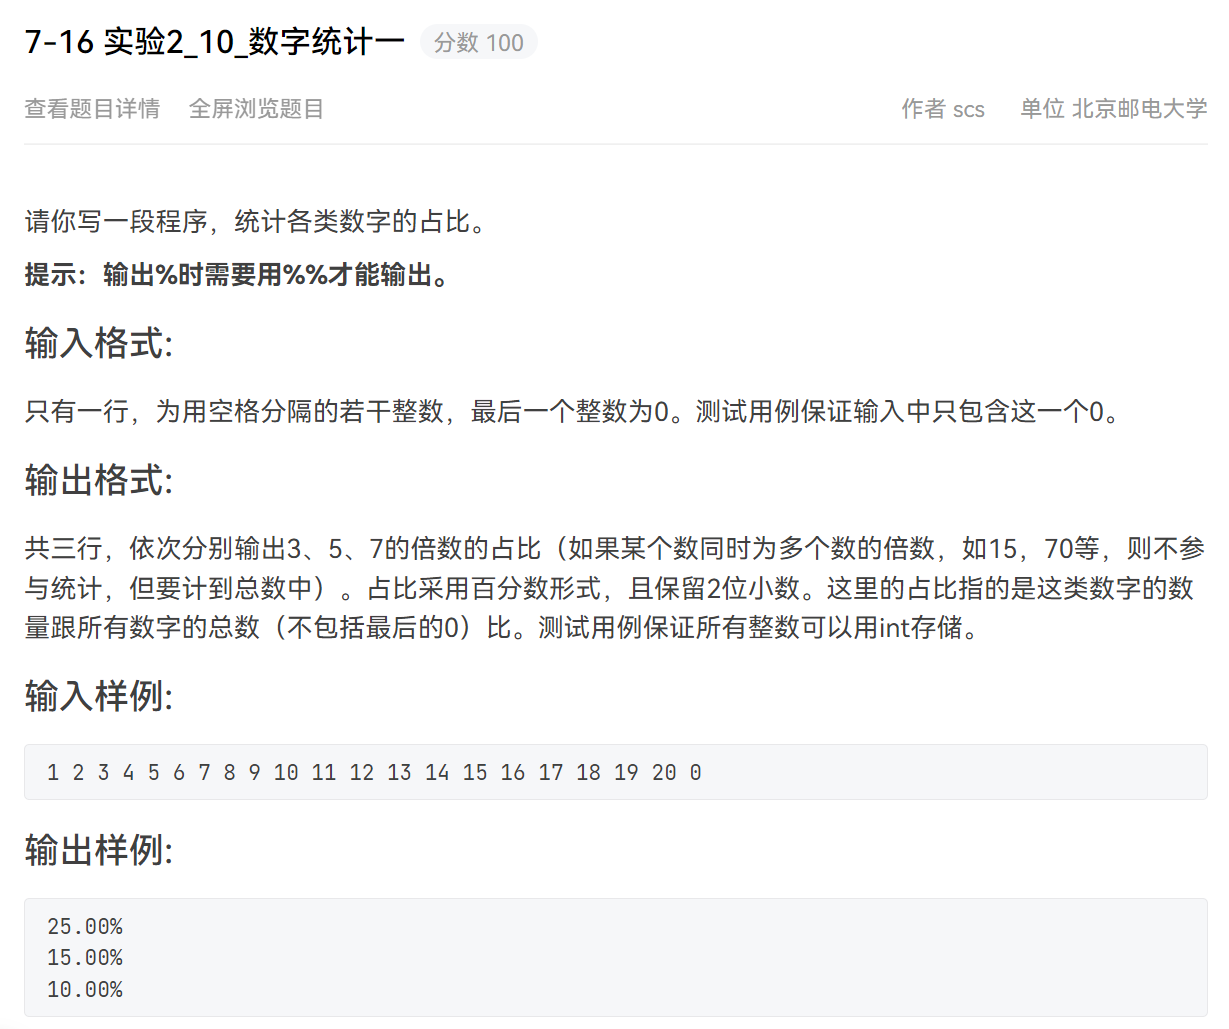 7-16 实验2_10_数字统计一 分数 100
查看题目详情 全屏浏览题目 作者 scs 单位 北京邮电大学
请你写一段程序，统计各类数字的占比。
提示：输出%时需要用%%才能输出。
输入格式:
只有一行，为用空格分隔的若干整数，最后一个整数为0。测试用例保证输入中只包含这一个0。
输出格式:
共三行，依次分别输出3、5、7的倍数的占比（如果某个数同时为多个数的倍数，如15，70等，则不参
与统计，但要计到总数中）。占比采用百分数形式，且保留2位小数。这里的占比指的是这类数字的数
量跟所有数字的总数（不包括最后的0）比。测试用例保证所有整数可以用int存储。
输入样例:
1 2 3 4 5 6 7 8 9 10 11 12 13 14 15 16 17 18 19 20 0
输出样例:
25.00%
15.00%
10.00%